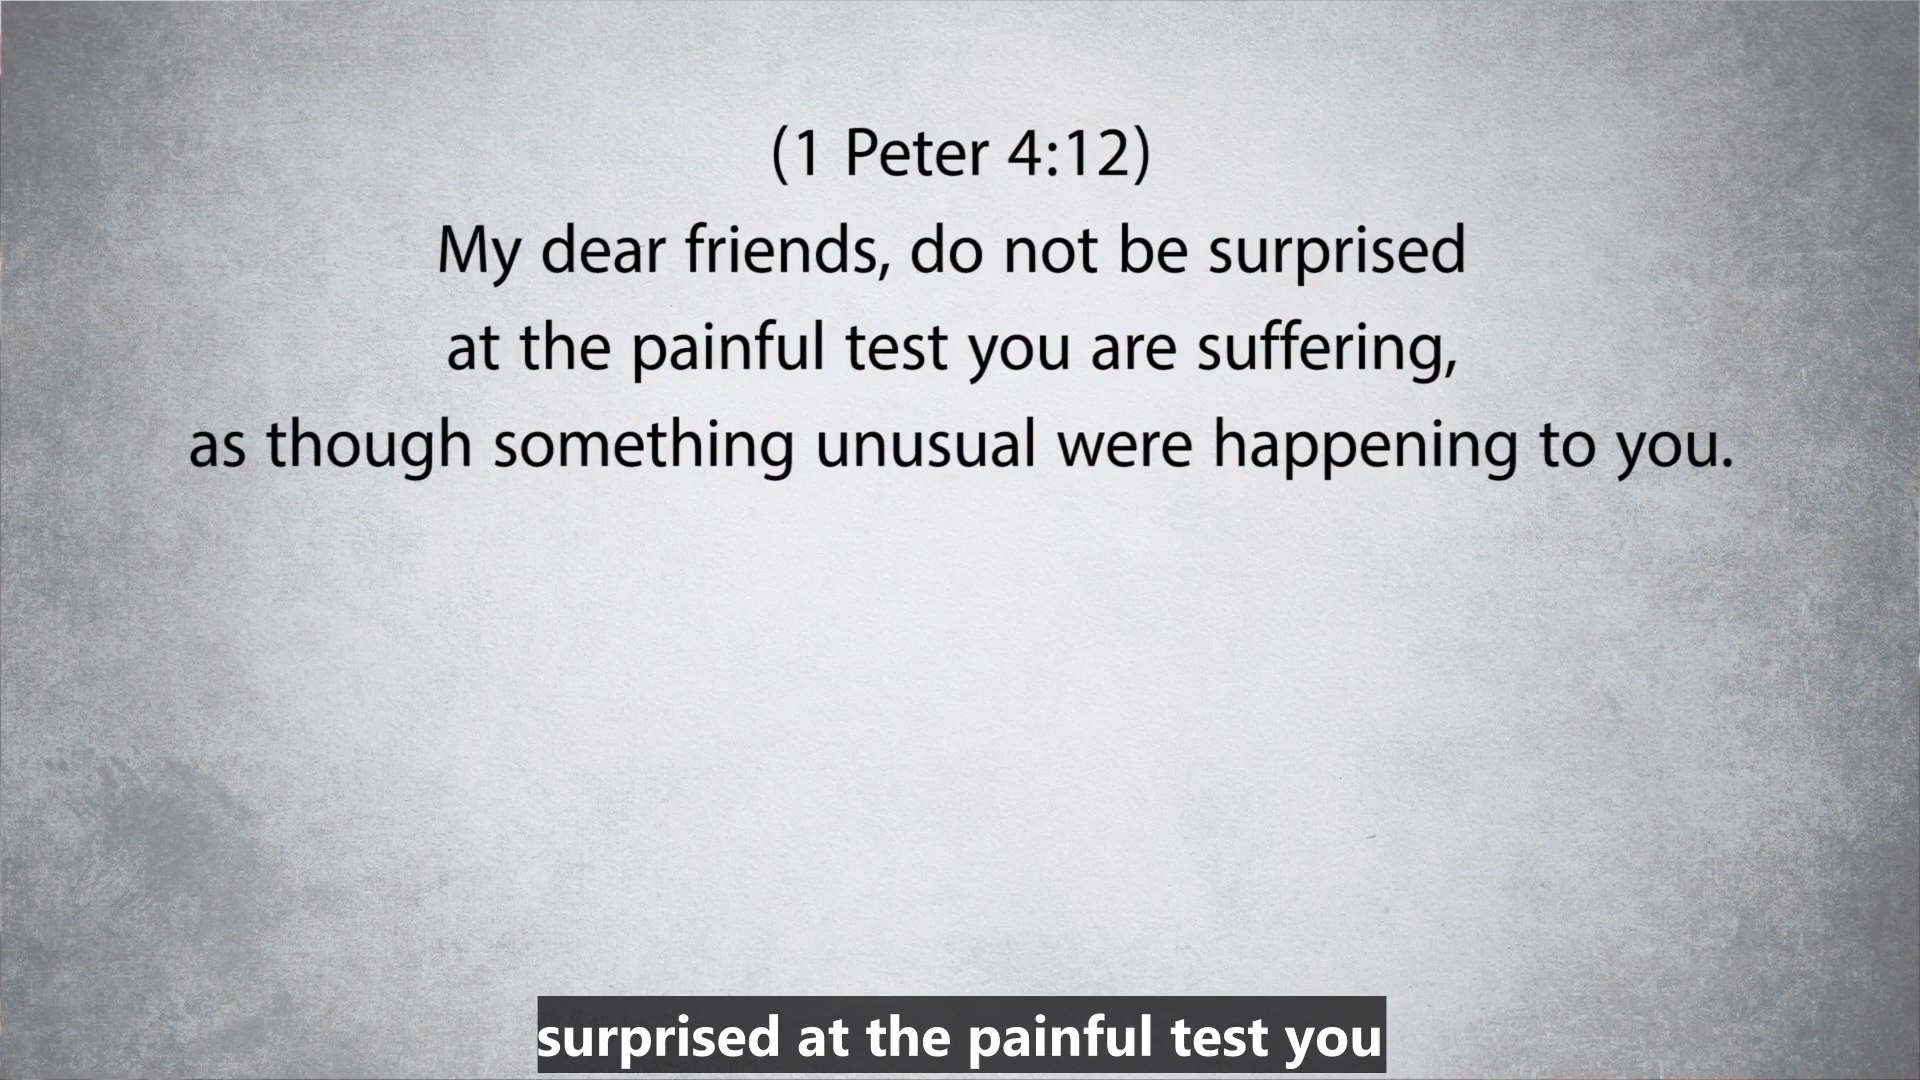 (1 Peter 4:12)
My dear friends, do not be surprised
at the painful test you are suffering,
as though something unusual were happening to you.
surprised at the painful test you